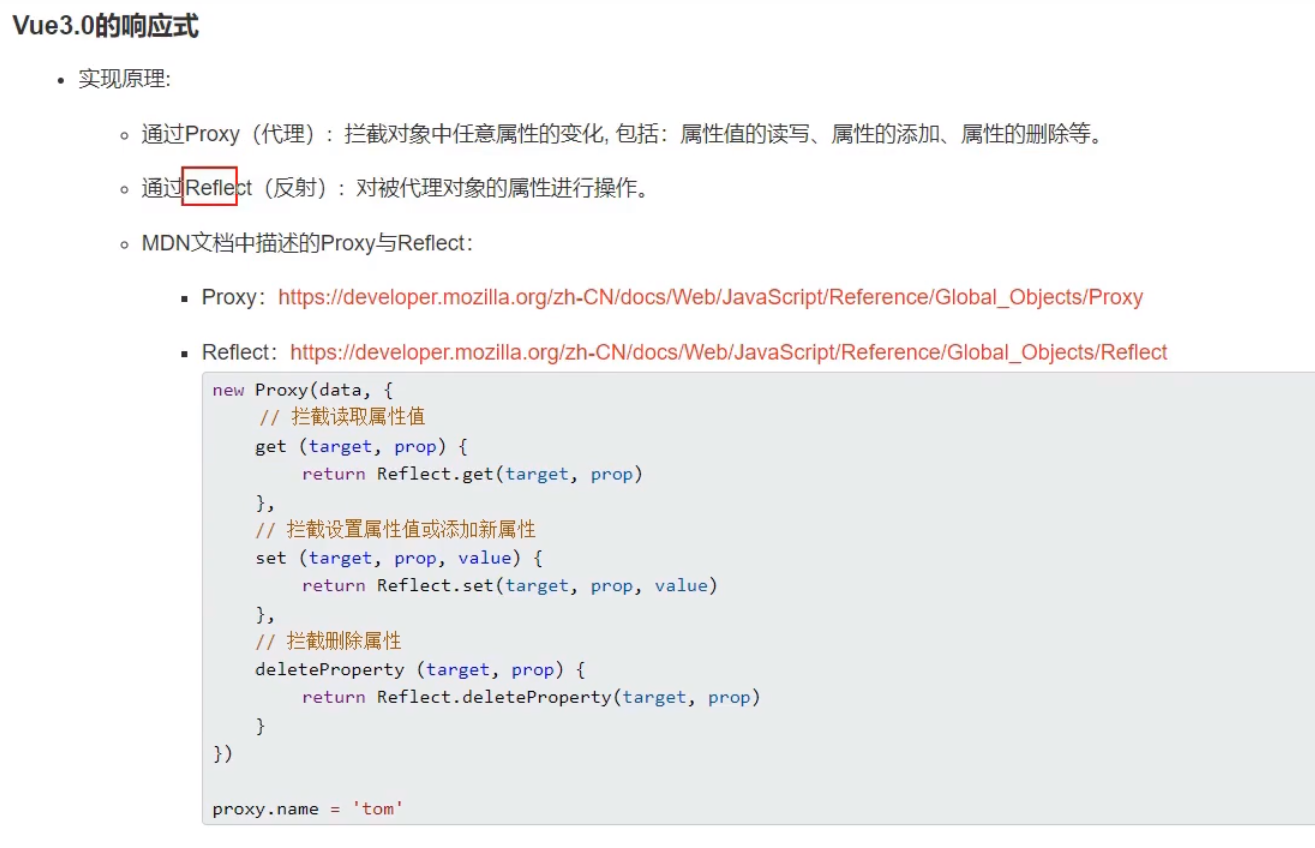 Vue3.0的响应式
• 实现原理:
◦ 通过Proxy（代理）: 拦截对象中任意属性的变化, 包括：属性值的读写、属性的添加、属性的删除等。
◦ 通过Reflect（反射）: 对被代理对象的属性进行操作。
◦ MDN文档中描述的Proxy与Reflect：
▪ Proxy：https://developer.mozilla.org/zh-CN/docs/Web/JavaScript/Reference/Global_Objects/Proxy
▪ Reflect：https://developer.mozilla.org/zh-CN/docs/Web/JavaScript/Reference/Global_Objects/Reflect
new Proxy(data, {
    // 拦截读取属性值
    get (target, prop) {
        return Reflect.get(target, prop)
    },
    // 拦截设置属性值或添加新属性
    set (target, prop, value) {
        return Reflect.set(target, prop, value)
    },
    // 拦截删除属性
    deleteProperty (target, prop) {
        return Reflect.deleteProperty(target, prop)
    }
})
proxy.name = 'tom'